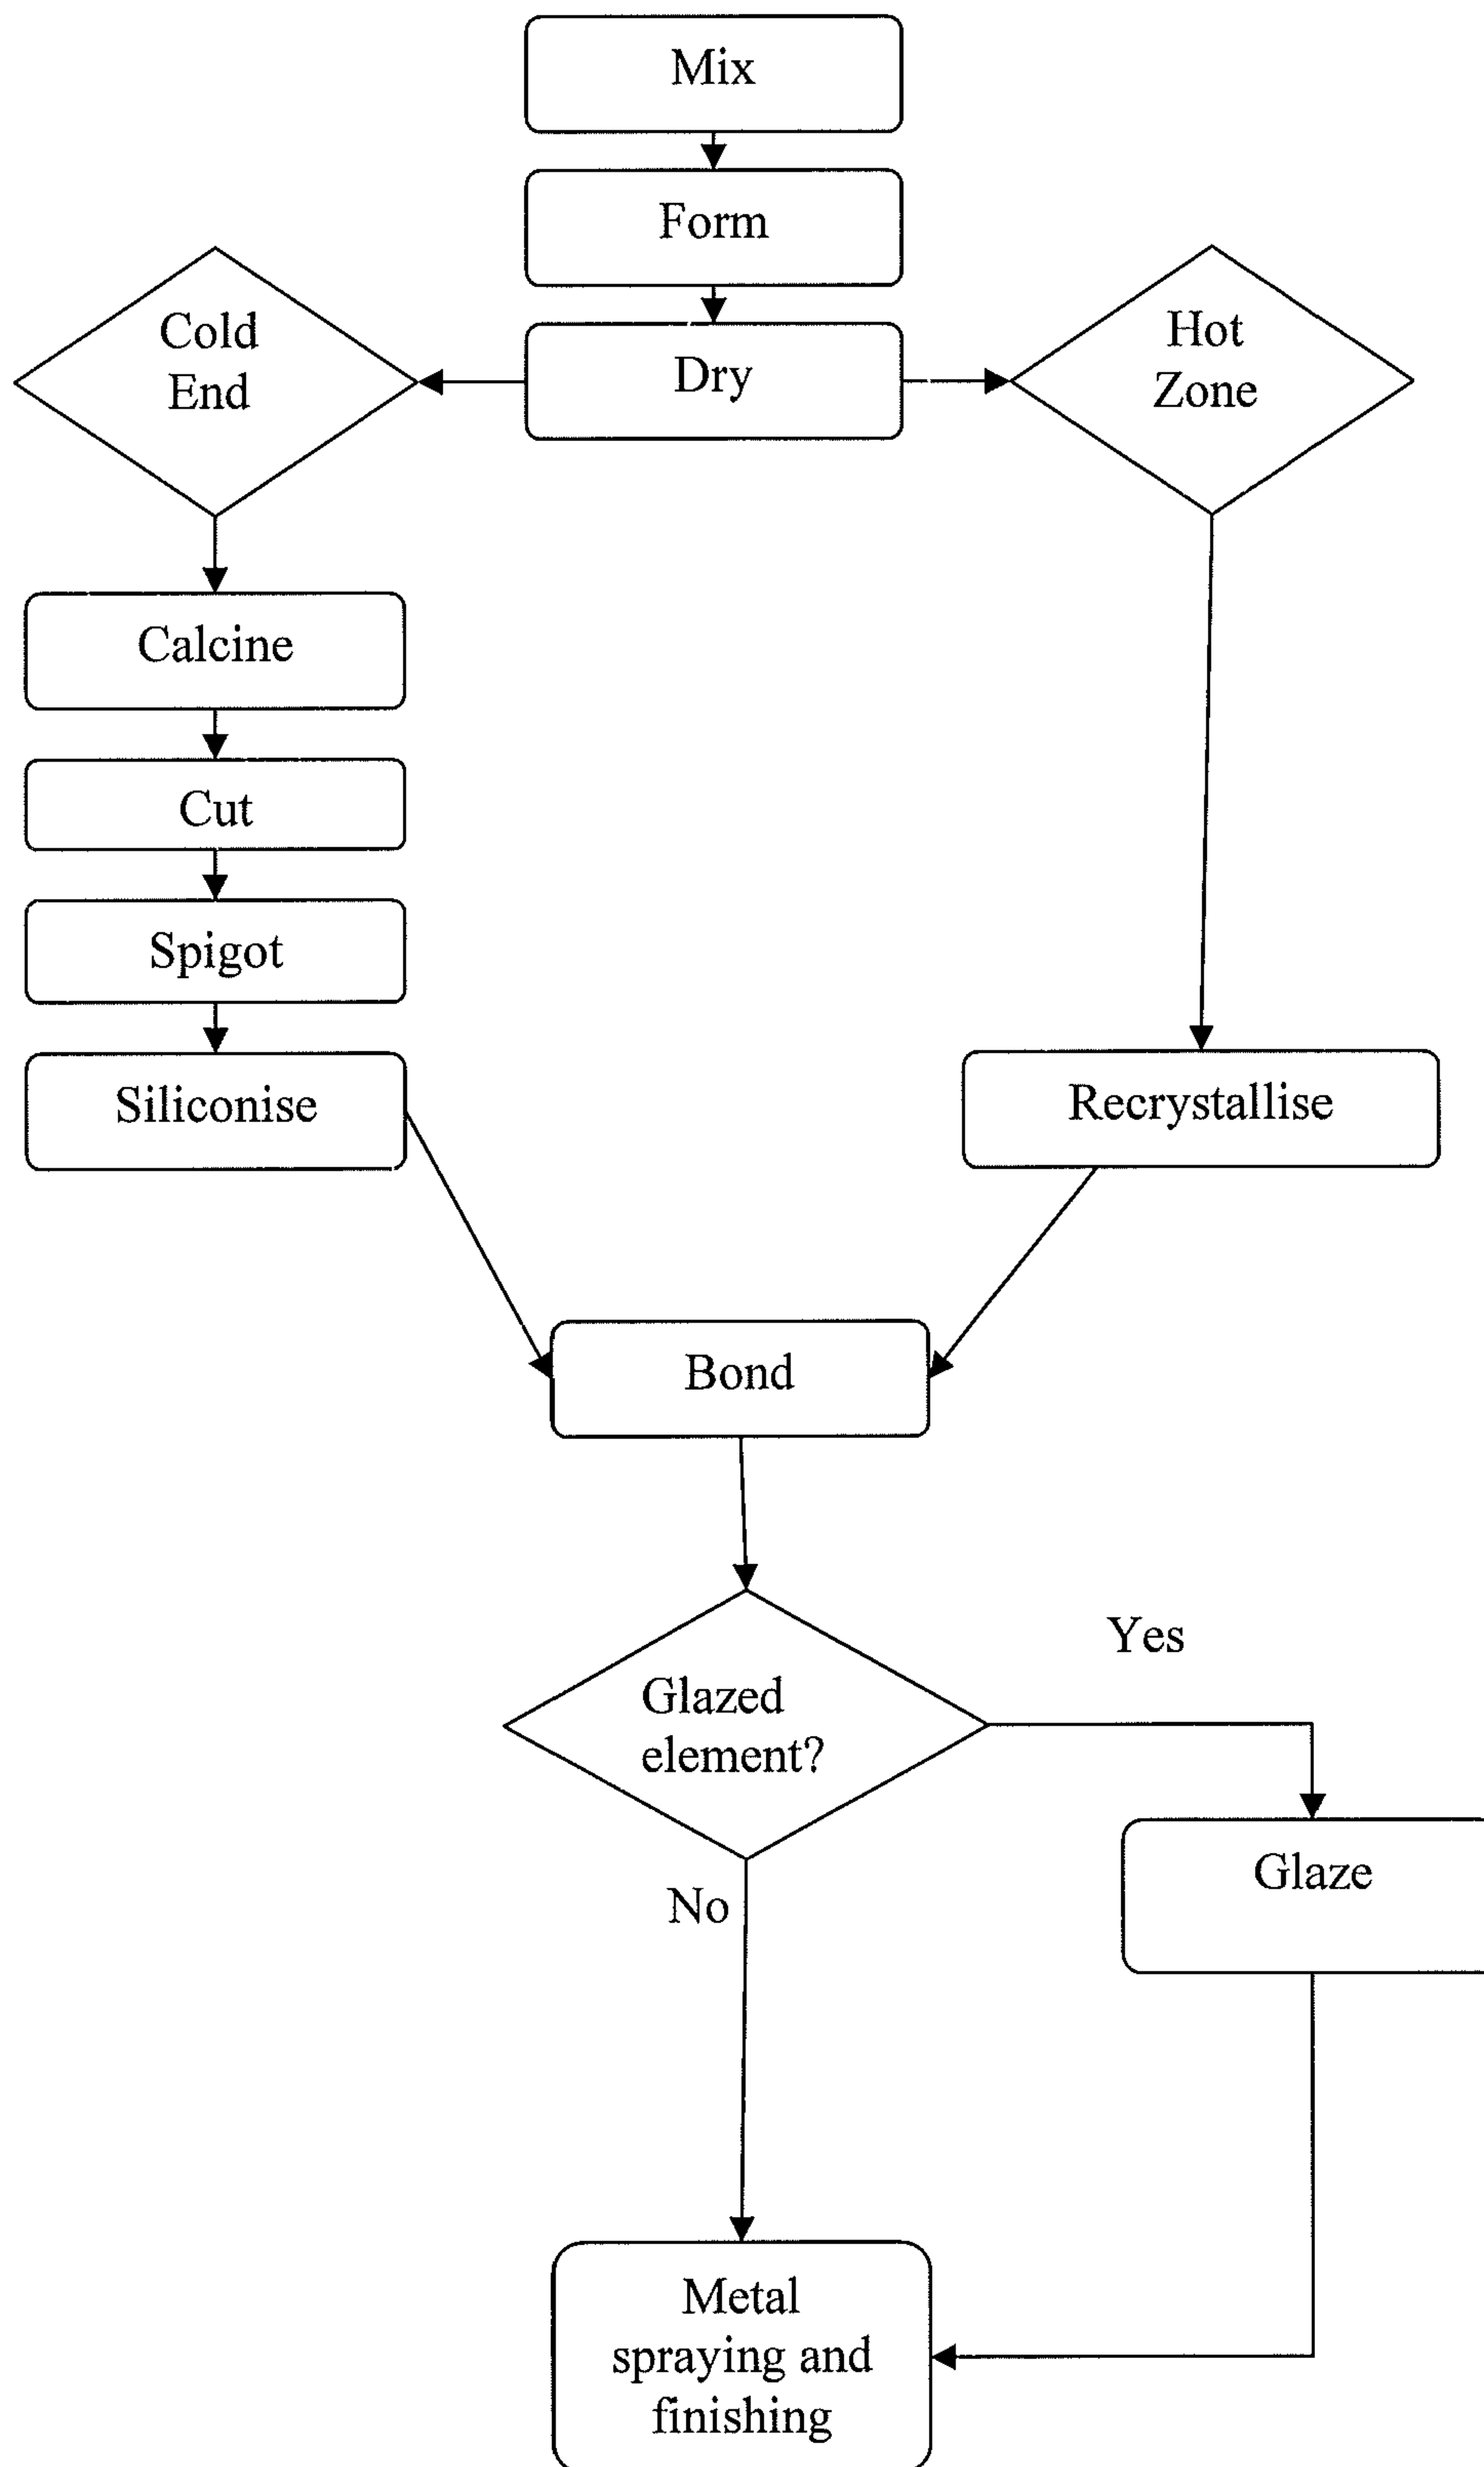 Mix
Form
Cold
End
Dry
Hot
Zone
Calcine
Cut
Spigot
Siliconise
Recrystallise
Bond
Yes
Glazed
element?
Glaze
No
Metal
spraying and
finishing